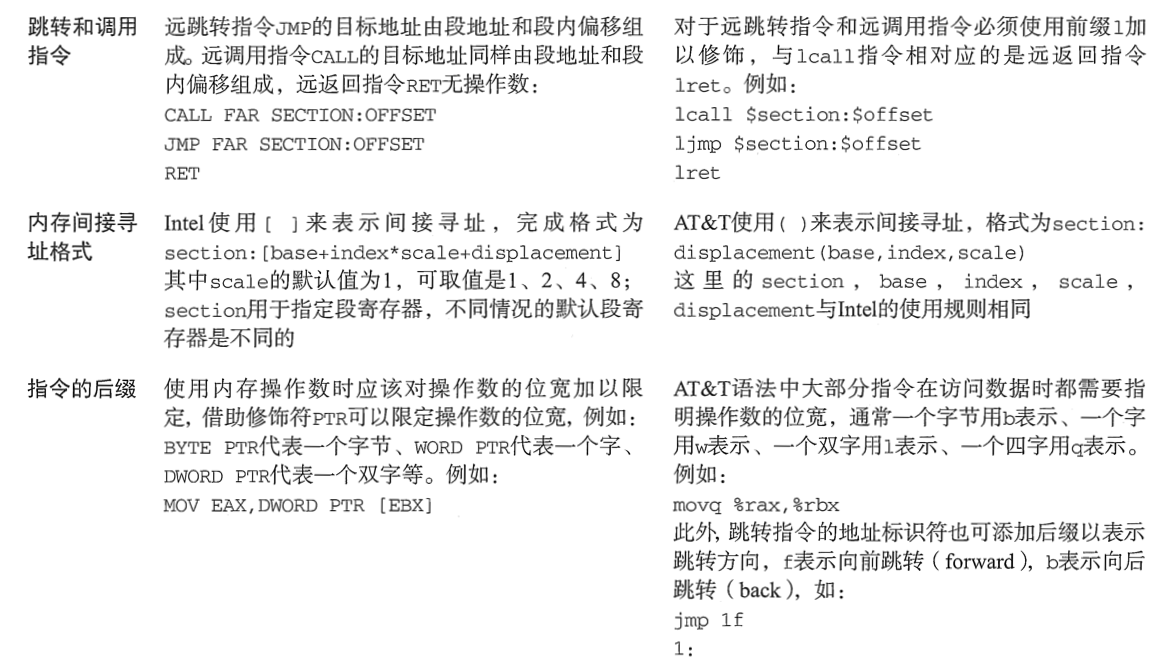 跳转和调用
指令
远跳转指令JMP的目标地址由段地址和段内偏移组
成。远调用指令CALL的目标地址同样由段地址和段
内偏移组成，远返回指令RET无操作数：
CALL FAR SECTION:OFFSET
JMP FAR SECTION:OFFSET
RET
对于远跳转指令和远调用指令必须使用前缀l加
以修饰，与lcall指令相对应的是远返回指令
lret。例如：
lcall $section:$offset
ljmp $section:$offset
lret
内存间接寻
址格式
Intel使用[ ]来表示间接寻址，完成格式为
section:[base+index*scale+displacement]
其中scale的默认值为1，可取值是1、2、4、8；
section用于指定段寄存器，不同情况的默认段寄
存器是不同的
AT&T使用( )来表示间接寻址，格式为section:
displacement(base,index,scale)
这里的section，base，index，scale，
displacement与Intel的使用规则相同
指令的后缀
使用内存操作数时应该对操作数的位宽加以限
定，借助修饰符PTR可以限定操作数的位宽，例如：
BYTE PTR代表一个字节、WORD PTR代表一个字、
DWORD PTR代表一个双字等。例如：
MOV EAX,DWORD PTR [EBX]
AT&T语法中大部分指令在访问数据时都需要指
明操作数的位宽，通常一个字节用b表示、一个字
用w表示、一个双字用l表示、一个四字用q表示。
例如：
movq %rax,%rbx
此外，跳转指令的地址标识符也可添加后缀以表示
跳转方向，f表示向前跳转（forward），b表示向后
跳转（back），如：
jmp 1f
1: